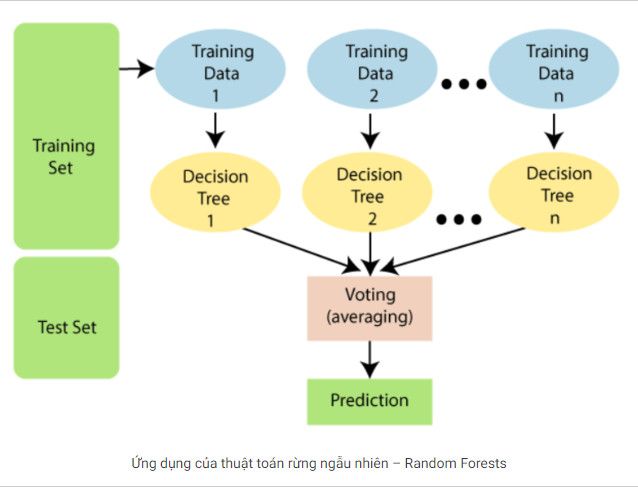 Training
Set
Test Set
Training
Data
1
Training
Data
2
Training
Data
n
Decision
Tree
1
Decision
Tree
2
Decision
Tree
n
Voting
(averaging)
Prediction
Ứng dụng của thuật toán rừng ngẫu nhiên – Random Forests